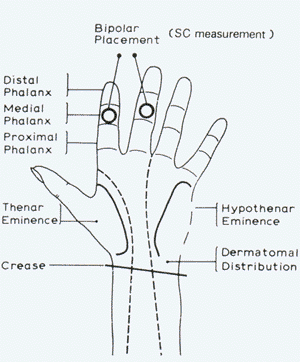 Bipolar
Placement (SC measurement)
Distal
Phalanx
Medial
Phalanx
Proximal
Phalanx
Thenar
Eminence
Hypothenar
Eminence
Dermatomal
Distribution
Crease